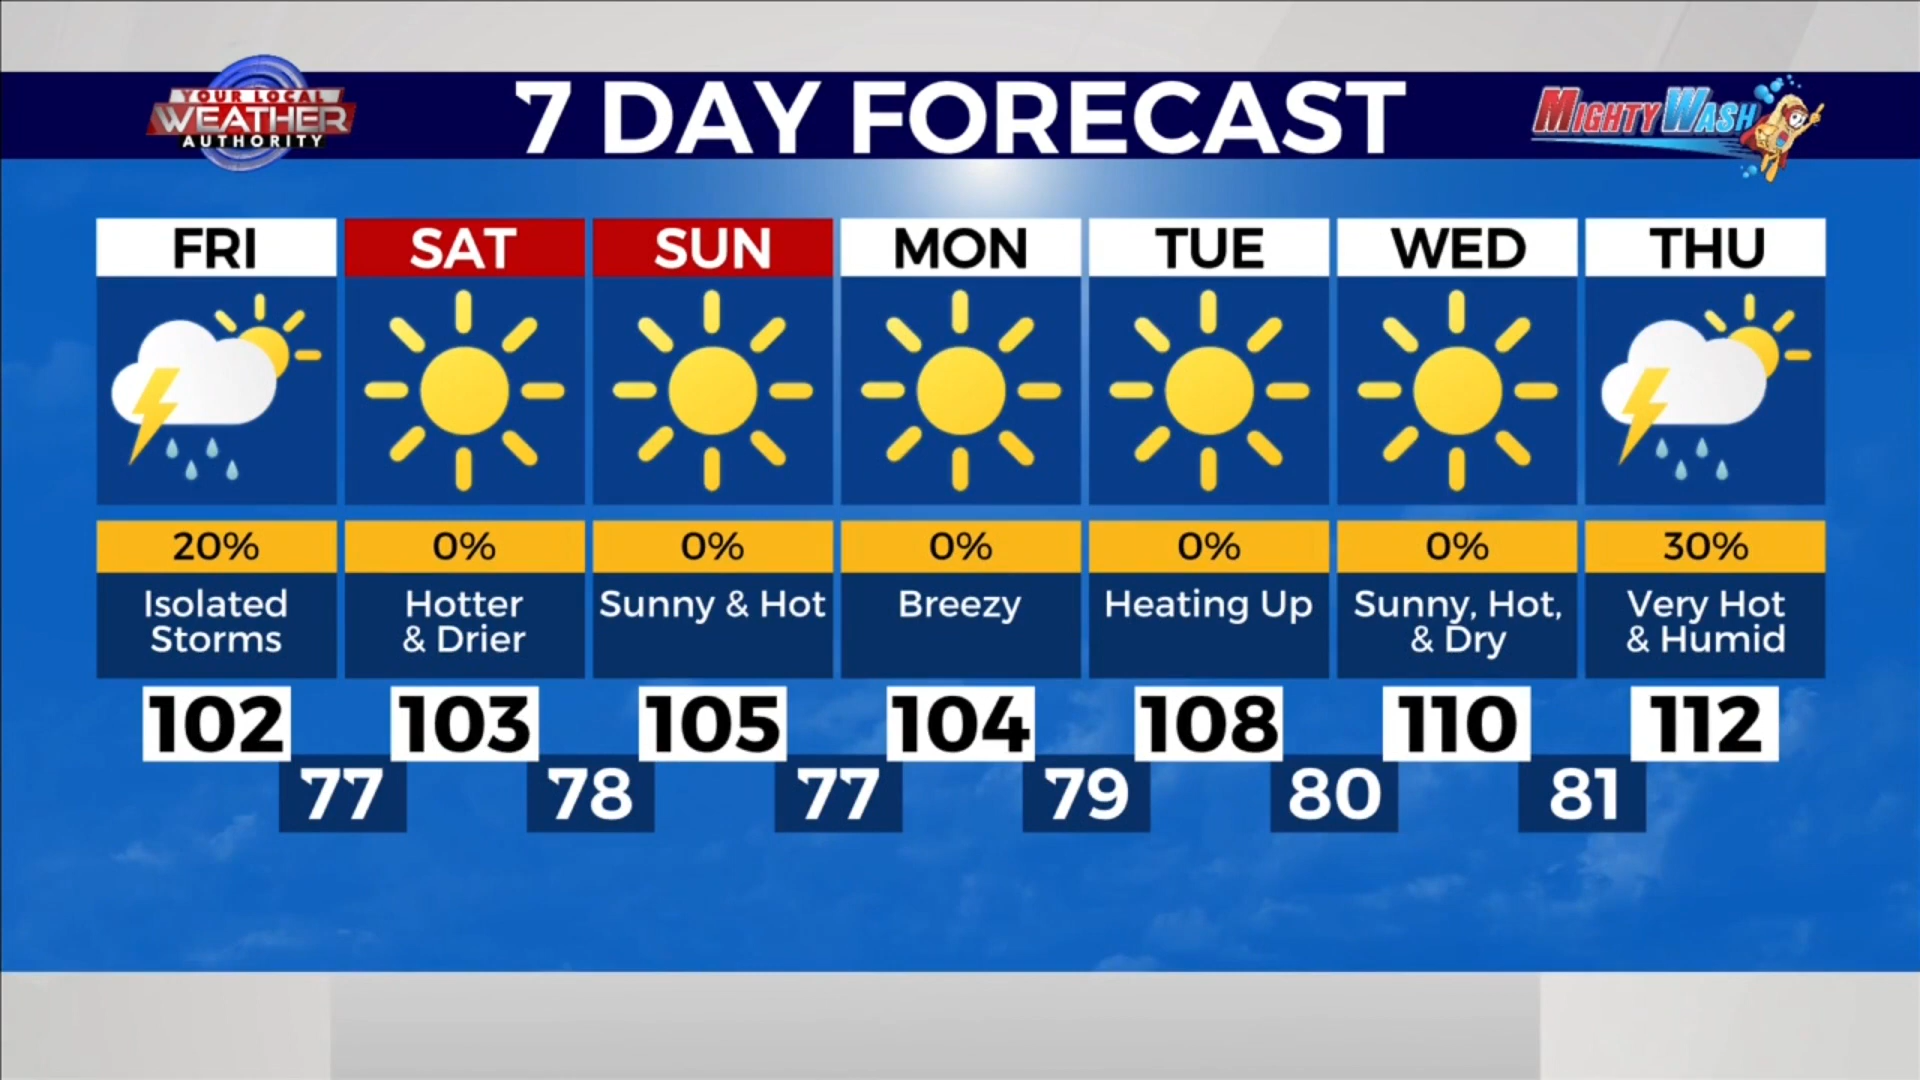 YOUR LOCAL
WEATHER
AUTHORITY
7 DAY FORECAST
MIGHTY WASH
FRI
SAT
SUN
MON
TUE
WED
THU
20%
0%
0%
0%
0%
0%
30%
Isolated
Storms
Hotter
& Drier
Sunny & Hot
Breezy
Heating Up
Sunny, Hot,
& Dry
Very Hot
& Humid
102
103
105
104
108
110
112
77
78
77
79
80
81